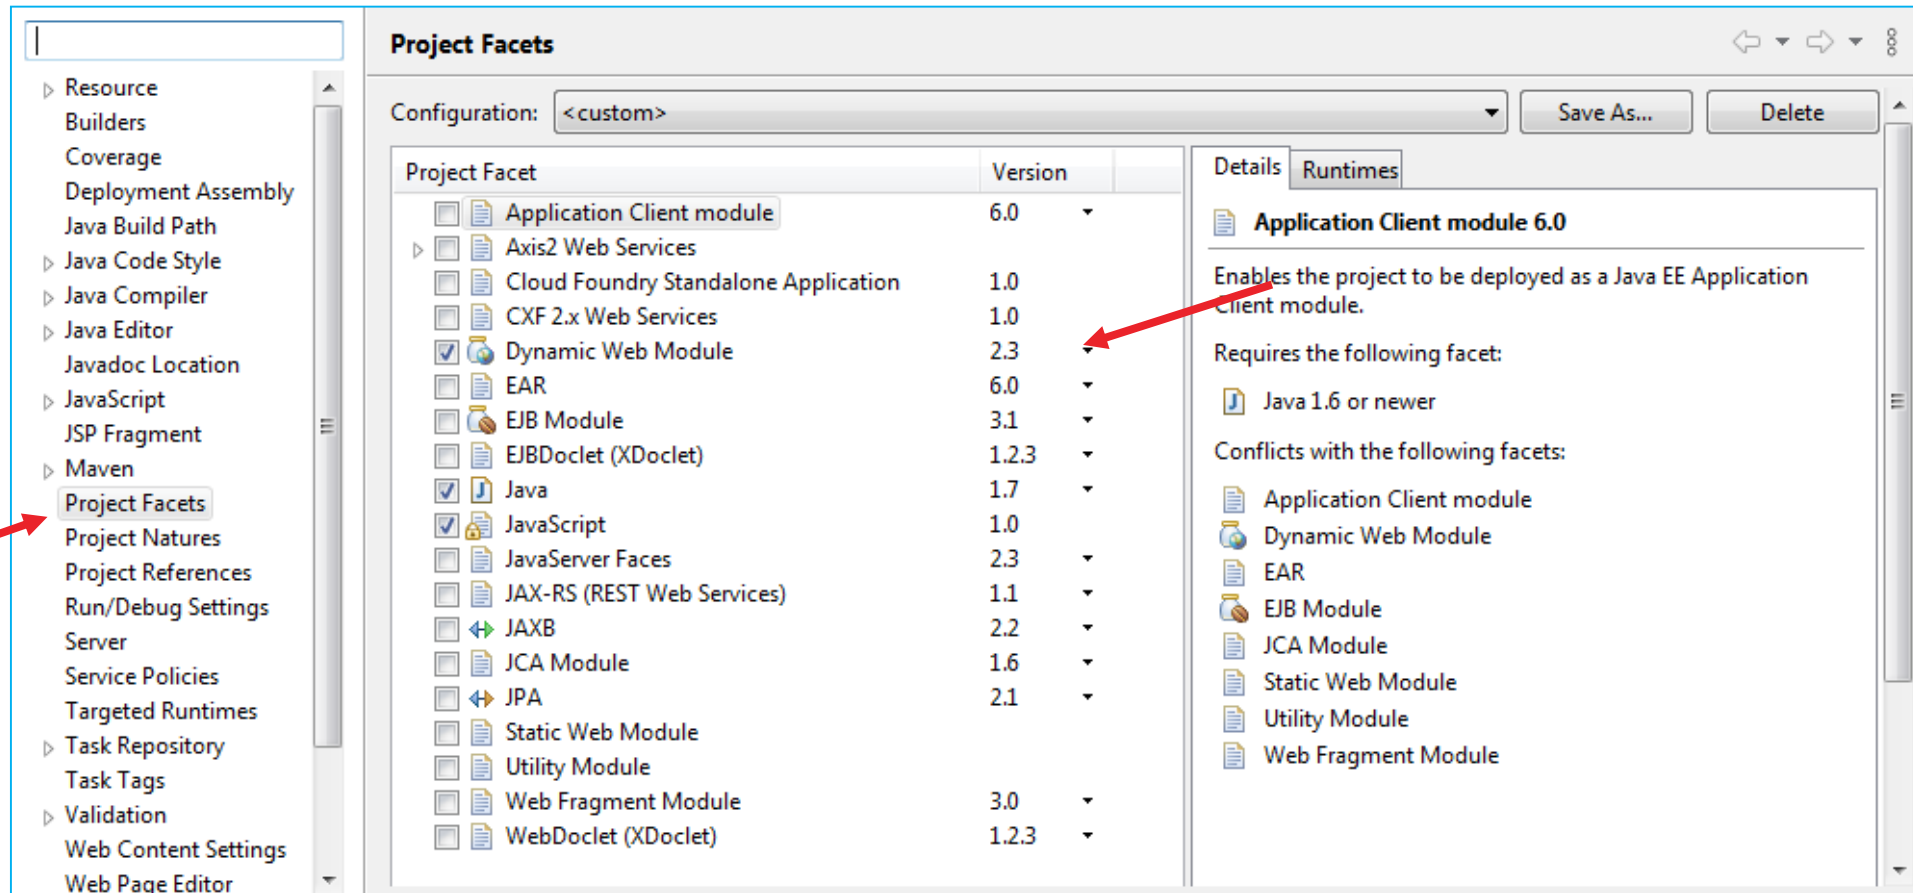 Project Facets
Resource
Builders
Coverage
Deployment Assembly
Java Build Path
Java Code Style
Java Compiler
Java Editor
Javadoc Location
JavaScript
JSP Fragment
Maven
Project Facets
Project Natures
Project References
Run/Debug Settings
Server
Service Policies
Targeted Runtimes
Task Repository
Task Tags
Validation
Web Content Settings
Web Page Editor
Configuration: <custom> Save As... Delete
Project Facet Version
Application Client module 6.0
Axis2 Web Services
Cloud Foundry Standalone Application 1.0
CXF 2.x Web Services 1.0
Dynamic Web Module 2.3
EAR 6.0
EJB Module 3.1
EJBDoclet (XDoclet) 1.2.3
Java 1.7
JavaScript 1.0
JavaServer Faces 2.3
JAX-RS (REST Web Services) 1.1
JAXB 2.2
JCA Module 1.6
JPA 2.1
Static Web Module
Utility Module
Web Fragment Module 3.0
WebDoclet (XDoclet) 1.2.3
Details Runtimes
Application Client module 6.0
Enables the project to be deployed as a Java EE Application
Client module.
Requires the following facet:
Java 1.6 or newer
Conflicts with the following facets:
Application Client module
Dynamic Web Module
EAR
EJB Module
JCA Module
Static Web Module
Utility Module
Web Fragment Module